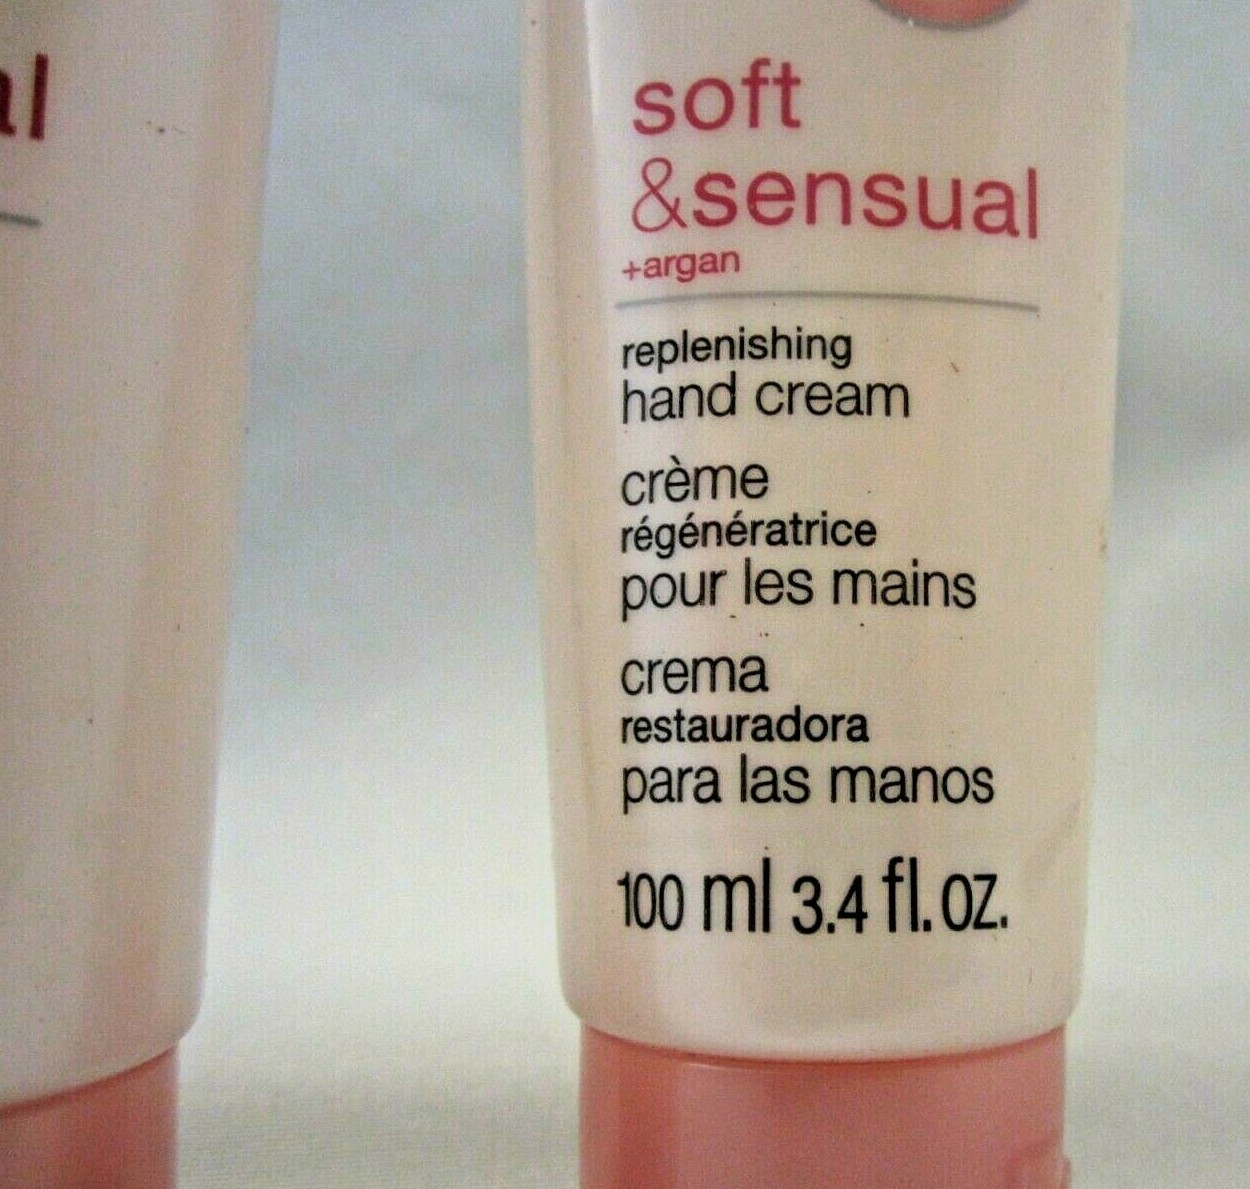 al
soft
&sensual
+argan
replenishing
hand cream
crème
régénératrice
pour les mains
crema
restauradora
para las manos
100 ml 3.4 fl. oz.